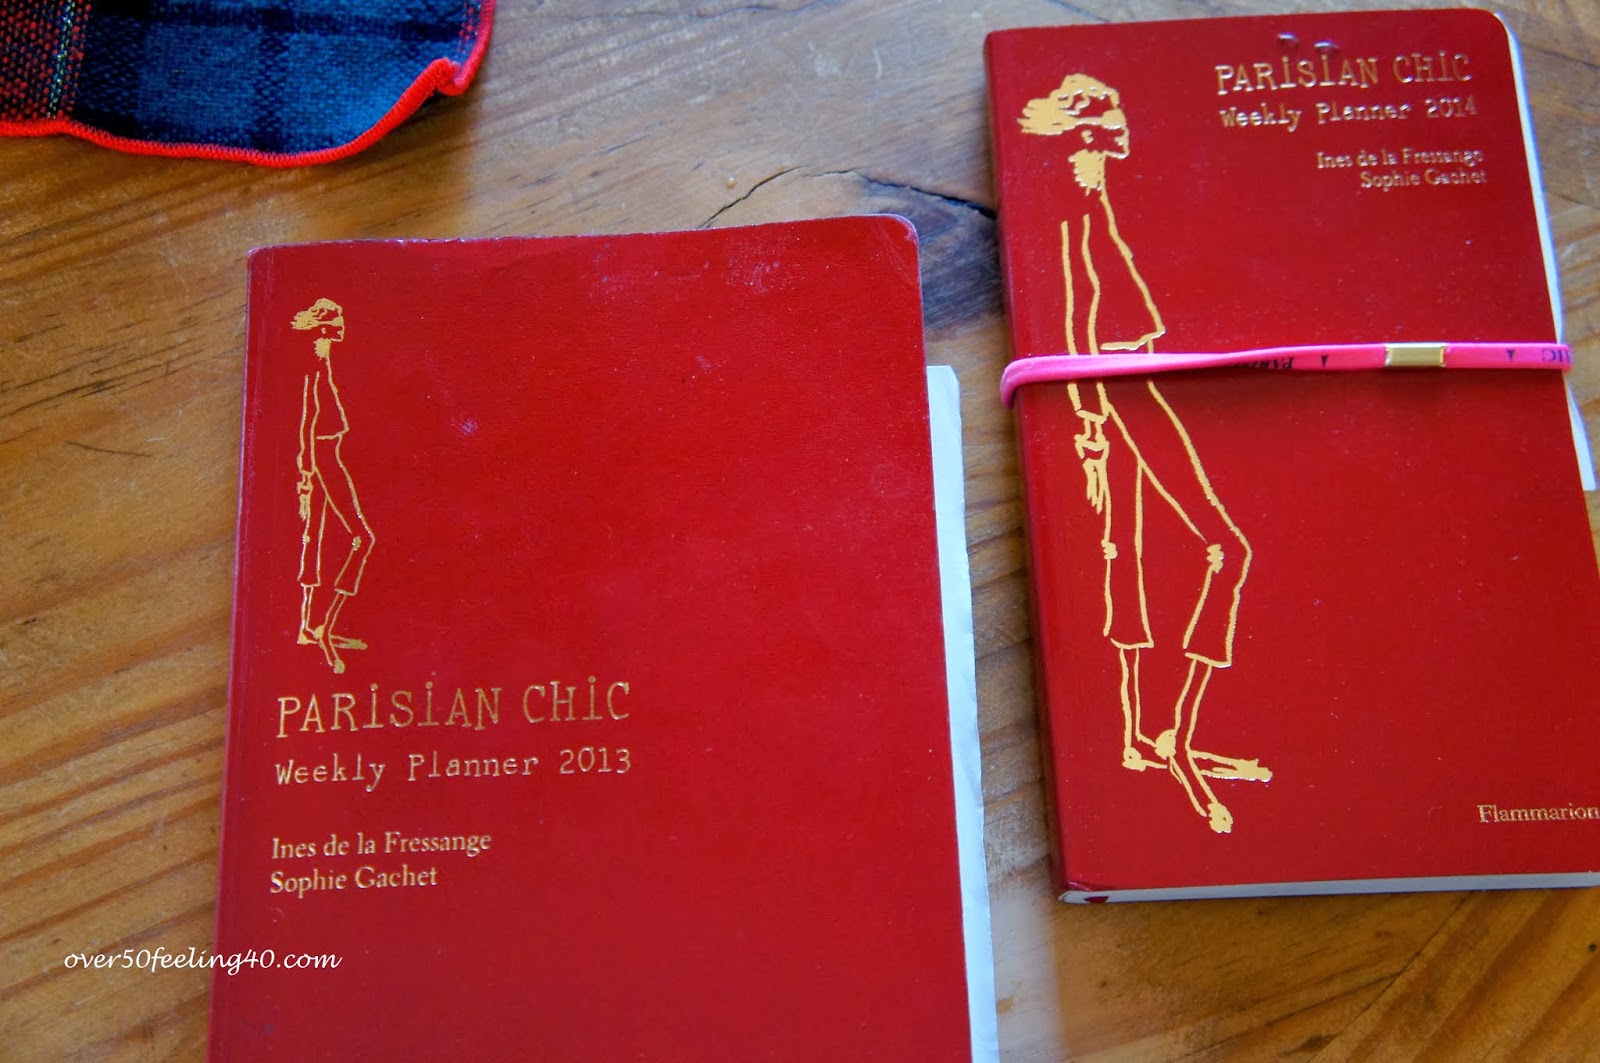 PARiSiAN CHiC
Weekly Planner 2013
Ines de la Fressange
Sophie Gachet
over50feeling40.com
PARiSiAN CHiC
Weekly Planner 2014
Ines de la Fressange
Sophie Gachet
Flammarion